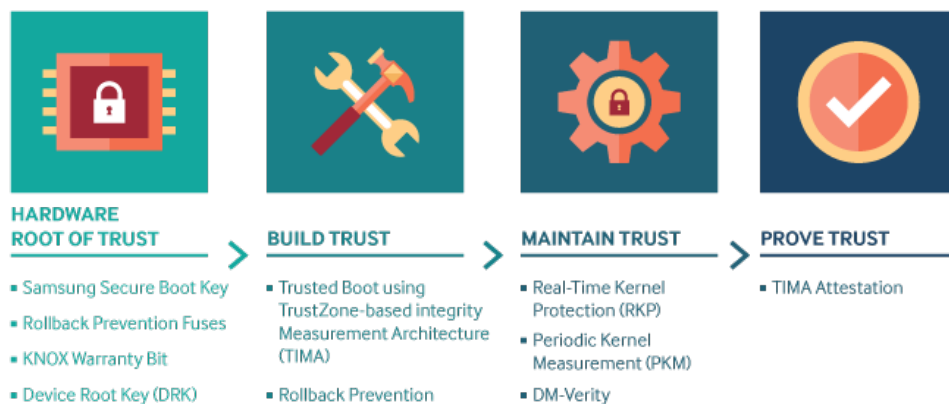 HARDWARE
ROOT OF TRUST
▪ Samsung Secure Boot Key
▪ Rollback Prevention Fuses
▪ KNOX Warranty Bit
▪ Device Root Key (DRK)
BUILD TRUST
▪ Trusted Boot using
TrustZone-based integrity
Measurement Architecture
(TIMA)
▪ Rollback Prevention
MAINTAIN TRUST
▪ Real-Time Kernel
Protection (RKP)
▪ Periodic Kernel
Measurement (PKM)
▪ DM-Verity
PROVE TRUST
▪ TIMA Attestation